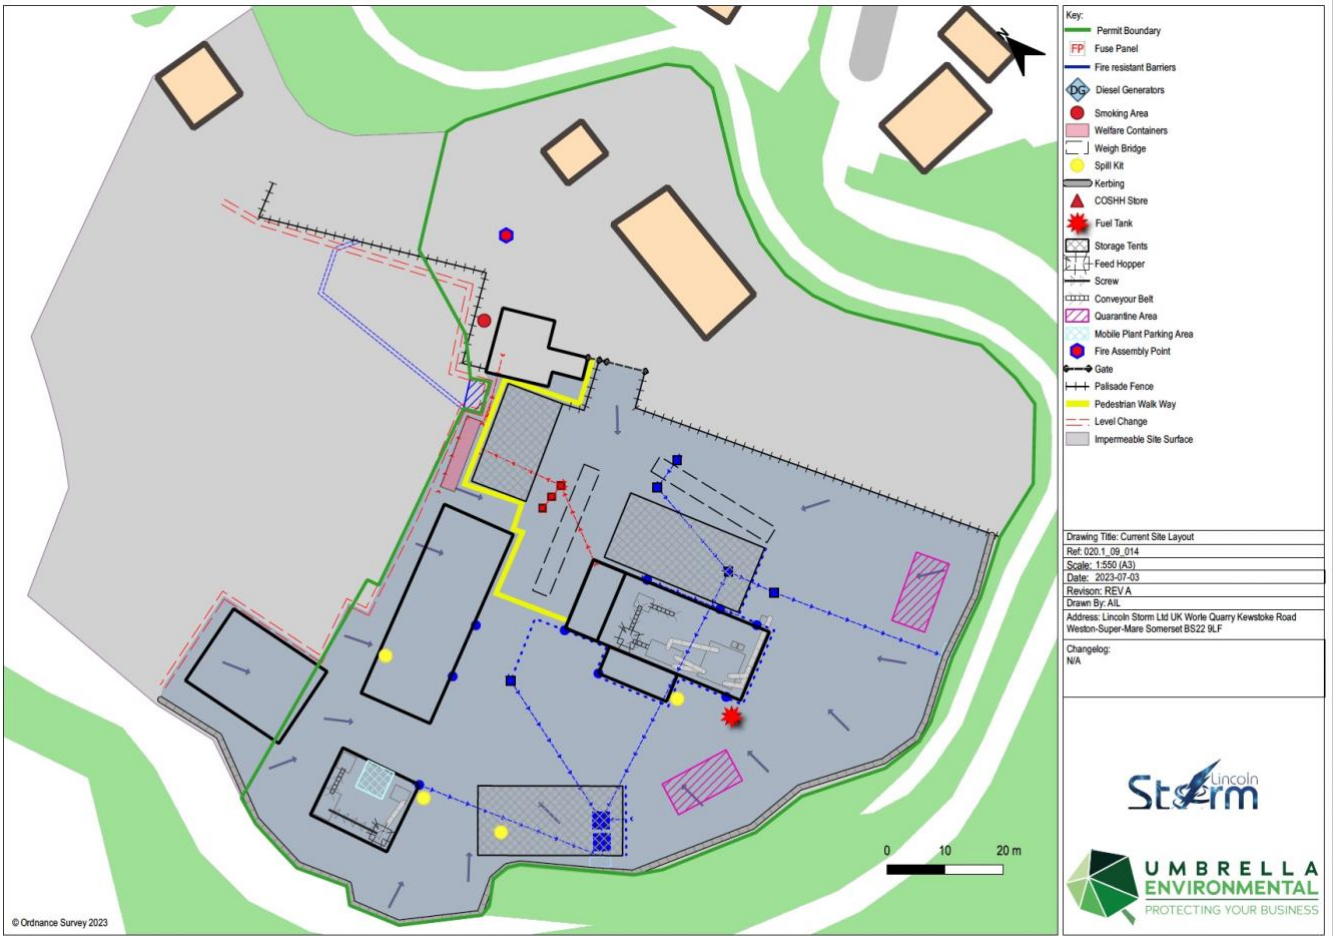 N
Key:
Permit Boundary
FP Fuse Panel
Fire resistant Barriers
DG Diesel Generators
Smoking Area
Welfare Containers
Weigh Bridge
Spill Kit
Kerbing
COSHH Store
Fuel Tank
Storage Tents
Feed Hopper
Screw
Conveyour Belt
Quarantine Area
Mobile Plant Parking Area
Fire Assembly Point
Gate
Palisade Fence
Pedestrian Walk Way
Level Change
Impermeable Site Surface
Drawing Title: Current Site Layout
Ref: 020.1_09_014
Scale: 1:550 (A3)
Date: 2023-07-03
Revison: REV A
Drawn By: AIL
Address: Lincoln Storm Ltd UK Worle Quarry Kewstoke Road
Weston-Super-Mare Somerset BS22 9LF
Changelog:
N/A
Lincoln
Storm
UMBRELLA
ENVIRONMENTAL
PROTECTING YOUR BUSINESS
0 10 20 m
© Ordnance Survey 2023